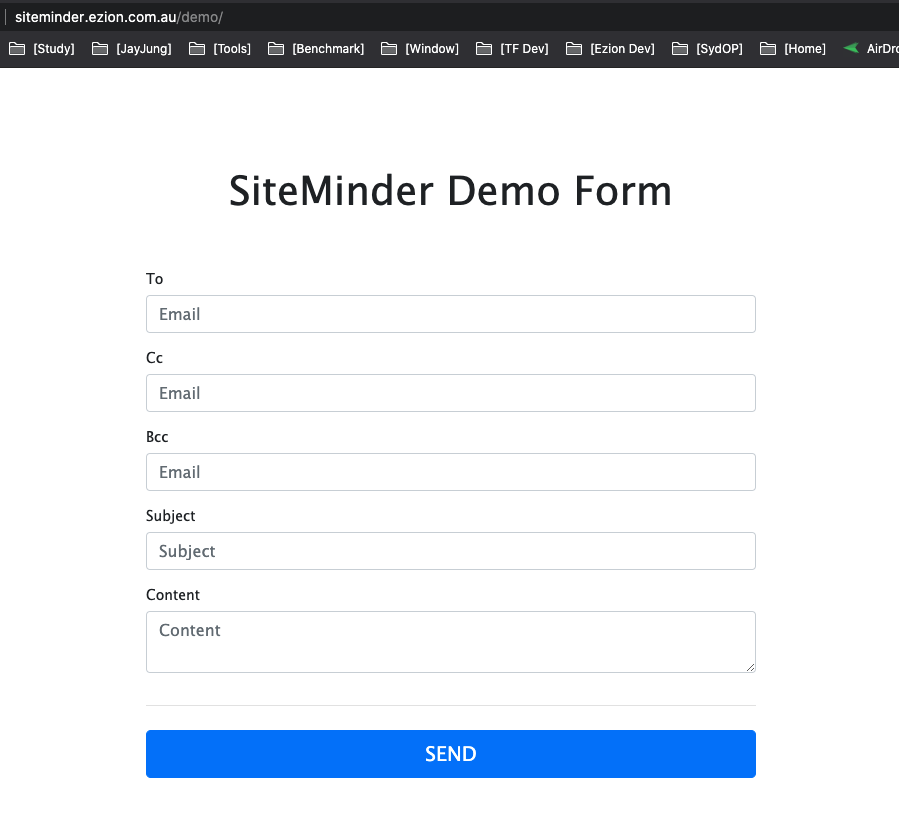 siteminder.ezion.com.au/demo/
[Study] [JayJung] [Tools] [Benchmark] [Window] [TF Dev] [Ezion Dev] [SydOP] [Home] AirDro
SiteMinder Demo Form
To
Email
Cc
Email
Bcc
Email
Subject
Subject
Content
Content
SEND